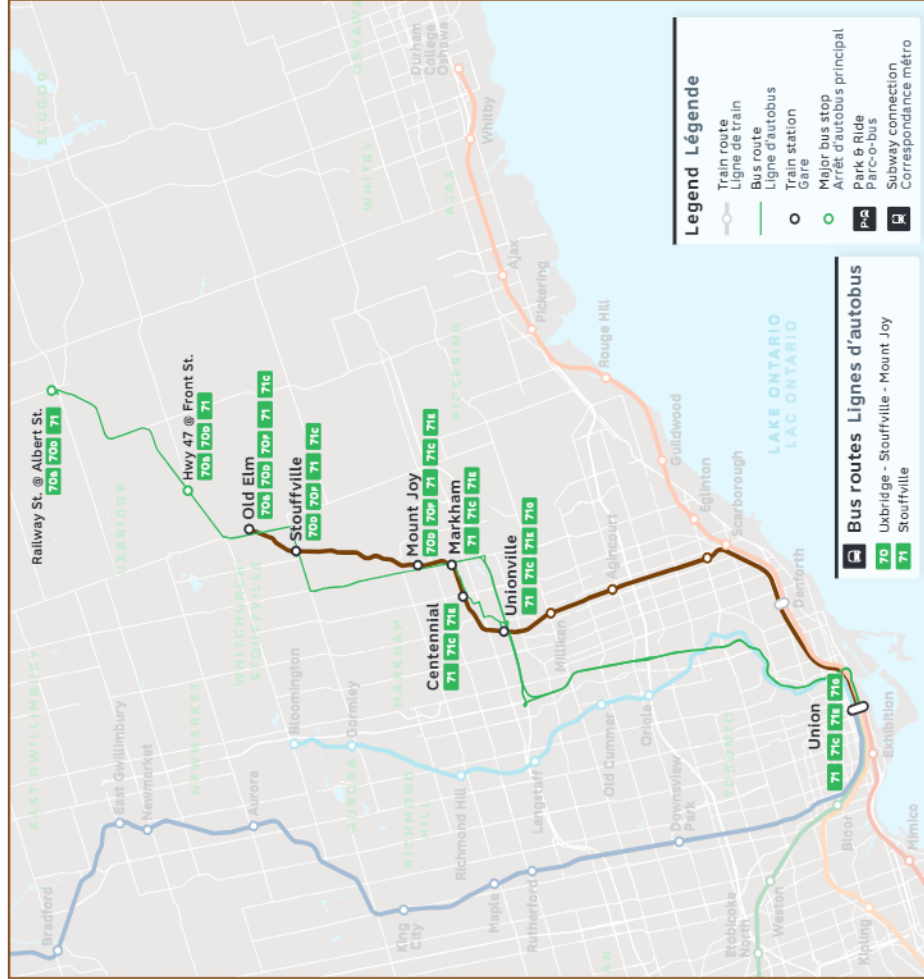 SCUGOG
EAST GWILLIMBURY
Bradford
East Gwillimbury
Newmarket
NEWMARKET
Aurora
AURORA
King
City
Maple
Rutherford
Downsview
Park
Etobicoke
North
Weston
Bloor
Kipling
Mimico
Exhibition
AN
UXBRIDGE
WHITCHURCH-
STOUFFVILLE
Bloomington
Gormley
RICHMOND
HILL
Richmond Hill
Langstaff
Old Cummer
Oriole
TORONTO
MARKHAM
Railway St. @ Albert St.
70B 70D 71
Hwy 47 @ Front St.
70B 70D 71
Old Elm
70B 70D 70F 71 71C
Stouffville
70D 70F 71 71C
Mount Joy
70D 70F 71 71C 71E
Markham
71 71C 71E
Centennial
71 71C 71E
Unionville
71 71C 71E 71G
Milliken
Agincourt
Union
71 71C 71E 71G
Danforth
Scarborough
Eglinton
Guildwood
Rouge Hill
PICKERING
Pickering
AJAX
Ajax
WHITBY
Whitby
OSHAWA
Durham
College
Oshawa
LAKE ONTARIO
LAC ONTARIO
Bus routes Lignes d'autobus
70 Uxbridge - Stouffville - Mount Joy
71 Stouffville
Legend Légende
Train route
Ligne de train
Bus route
Ligne d'autobus
Train station
Gare
Major bus stop
Arrêt d'autobus principal
P
Park & Ride
Parc-o-bus
Subway connection
Correspondance métro